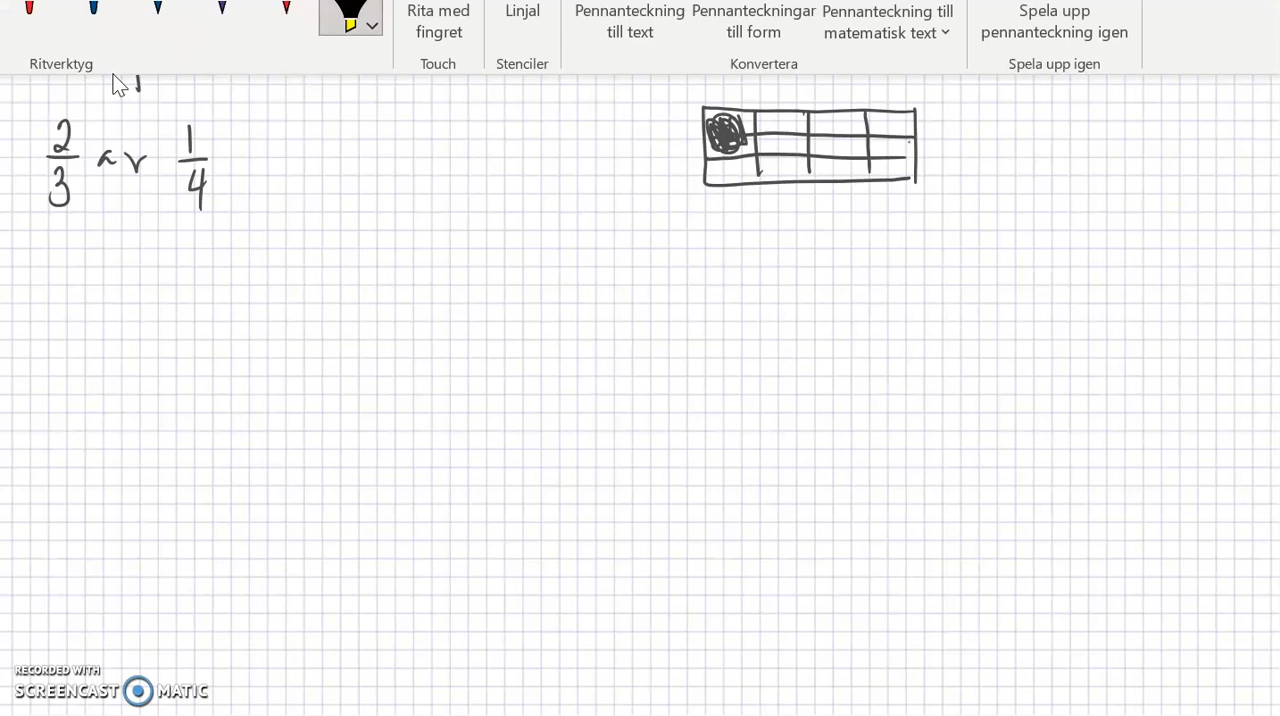 Rita med Linjal Pennanteckning Pennanteckningar Pennanteckning till Spela upp
fingret till text till form matematisk text pennanteckning igen
Ritverktyg Touch Stenciler Konvertera Spela upp igen
2/3 av 1/4
RECORDED WITH
SCREENCAST MATIC